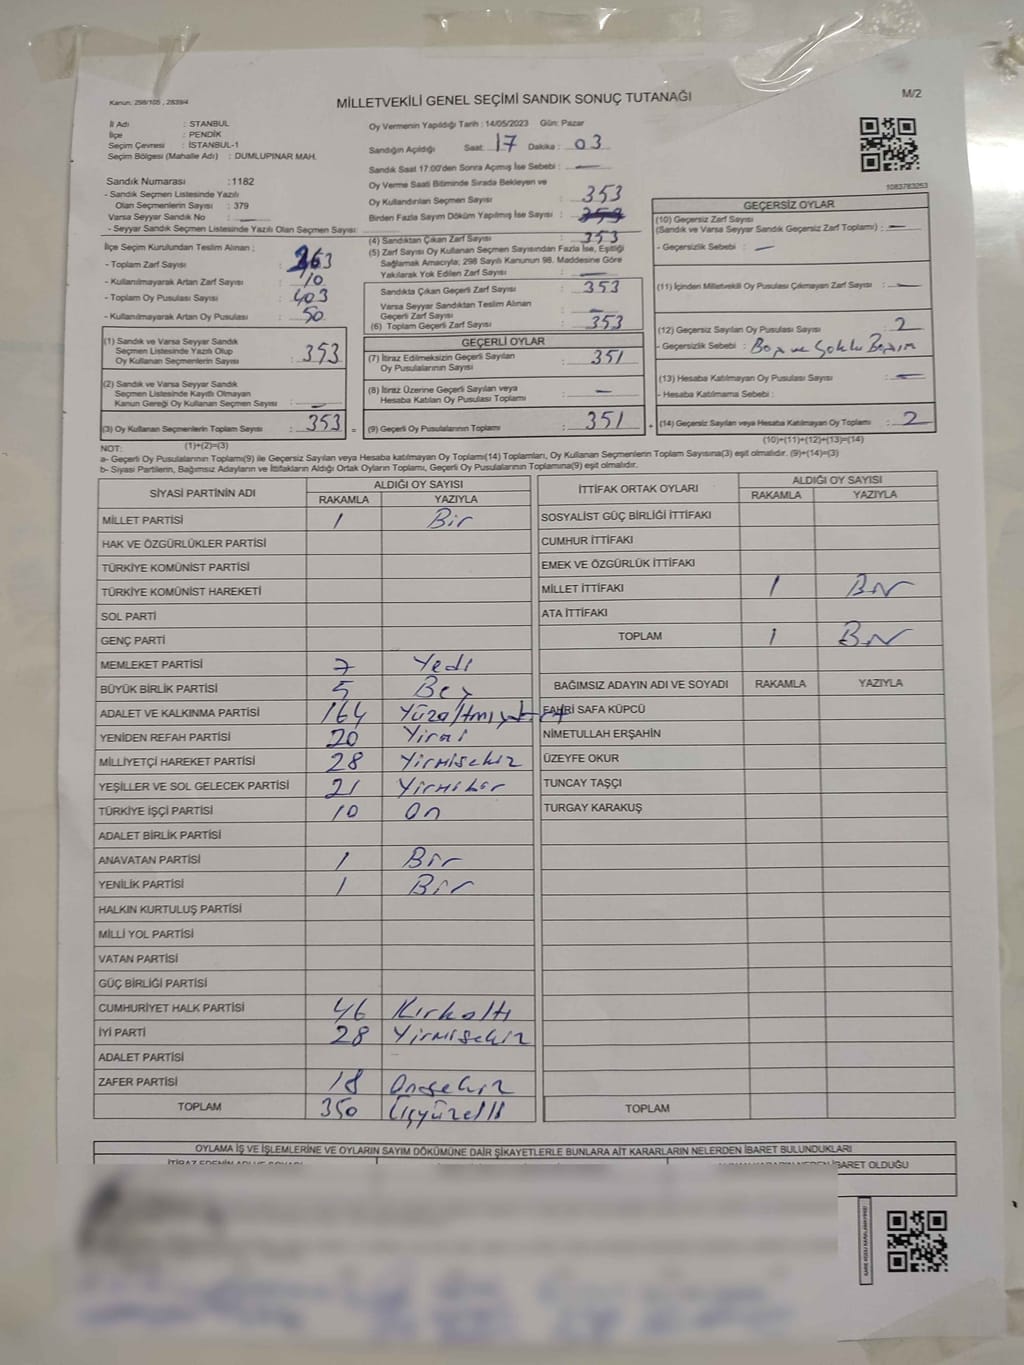 Kanun: 298/105 , 2839/4
MİLLETVEKİLİ GENEL SEÇİMİ SANDIK SONUÇ TUTANAĞI
M/2
İl Adı : STANBUL
İlçe : PENDİK
Seçim Çevresi : İSTANBUL-1
Seçim Bölgesi (Mahalle Adı) : DUMLUPINAR MAH.
Oy Vermenin Yapıldığı Tarih : 14/05/2023 Gün: Pazar
Sandığın Açıldığı Saat: 17 Dakika : 03
Sandık Saat 17:00'den Sonra Açımış İse Sebebi : —
Sandık Numarası : 1182
- Sandık Seçmen Listesinde Yazılı
Olan Seçmenlerin Sayısı : 379
Varsa Seyyar Sandık No : —
- Seyyar Sandık Seçmen Listesinde Yazılı Olan Seçmen Sayısı:
Oy Verme Saati Bitiminde Sırada Bekleyen ve
Oy Kullandırılan Seçmen Sayısı : 353
Birden Fazla Sayım Döküm Yapılmış İse Sayısı :
1083783253
İlçe Seçim Kurulundan Teslim Alınan ;
- Toplam Zarf Sayısı : 363
- Kullanılmayarak Artan Zarf Sayısı : 10
- Toplam Oy Pusulası Sayısı : 403
- Kullanılmayarak Artan Oy Pusulası : 50
(4) Sandıktan Çıkan Zarf Sayısı : 353
(5) Zarf Sayısı Oy Kullanan Seçmen Sayısından Fazla İse, Eşitliği
Sağlamak Amacıyla; 298 Sayılı Kanunun 98. Maddesine Göre
Yakılarak Yok Edilen Zarf Sayısı : —
Sandıkta Çıkan Geçerli Zarf Sayısı : 353
Varsa Seyyar Sandıktan Teslim Alınan
Geçerli Zarf Sayısı : —
(6) Toplam Geçerli Zarf Sayısı : 353
GEÇERSİZ OYLAR
(10) Geçersiz Zarf Sayısı
(Sandık ve Varsa Seyyar Sandık Geçersiz Zarf Toplamı) : —
- Geçersizlik Sebebi : —
(11) İçinden Milletvekili Oy Pusulası Çıkmayan Zarf Sayısı : —
(12) Geçersiz Sayılan Oy Pusulası Sayısı : 2
- Geçersizlik Sebebi : Boş ve Çoklu Basım
(13) Hesaba Katılmayan Oy Pusulası Sayısı : —
- Hesaba Katılmama Sebebi :
(14) Geçersiz Sayılan veya Hesaba Katılmayan Oy Toplamı : 2
(10)+(11)+(12)+(13)=(14)
(1) Sandık ve Varsa Seyyar Sandık
Seçmen Listesinde Yazılı Olup
Oy Kullanan Seçmenlerin Sayısı : 353
(2) Sandık ve Varsa Seyyar Sandık
Seçmen Listesinde Kayıtlı Olmayan
Kanun Gereği Oy Kullanan Seçmen Sayısı : —
(3) Oy Kullanan Seçmenlerin Toplam Sayısı : 353 =
(1)+(2)=(3)
GEÇERLİ OYLAR
(7) İtiraz Edilmeksizin Geçerli Sayılan
Oy Pusulalarının Sayısı : 351
(8) İtiraz Üzerine Geçerli Sayılan veya
Hesaba Katılan Oy Pusulası Toplamı : —
(9) Geçerli Oy Pusulalarının Toplamı : 351 +
NOT:
a- Geçerli Oy Pusulalarının Toplamı(9) ile Geçersiz Sayılan veya Hesaba katılmayan Oy Toplamı(14) Toplamları, Oy Kullanan Seçmenlerin Toplam Sayısına(3) eşit olmalıdır. (9)+(14)=(3)
b- Siyasi Partilerin, Bağımsız Adayların ve İttifakların Aldığı Ortak Oyların Toplamı, Geçerli Oy Pusulalarının Toplamına(9) eşit olmalıdır.
SİYASİ PARTİNİN ADI ALDIĞI OY SAYISI
RAKAMLA YAZIYLA
MİLLET PARTİSİ 1 Bir
HAK VE ÖZGÜRLÜKLER PARTİSİ
TÜRKİYE KOMÜNİST PARTİSİ
TÜRKİYE KOMÜNİST HAREKETİ
SOL PARTİ
GENÇ PARTİ
MEMLEKET PARTİSİ 7 Yedi
BÜYÜK BİRLİK PARTİSİ 5 Beş
ADALET VE KALKINMA PARTİSİ 164 Yüzaltmışdört
YENİDEN REFAH PARTİSİ 20 Yirmi
MİLLİYETÇİ HAREKET PARTİSİ 28 Yirmisekiz
YEŞİLLER VE SOL GELECEK PARTİSİ 21 Yirmibir
TÜRKİYE İŞÇİ PARTİSİ 10 On
ADALET BİRLİK PARTİSİ
ANAVATAN PARTİSİ 1 Bir
YENİLİK PARTİSİ 1 Bir
HALKIN KURTULUŞ PARTİSİ
MİLLİ YOL PARTİSİ
VATAN PARTİSİ
GÜÇ BİRLİĞİ PARTİSİ
CUMHURİYET HALK PARTİSİ 46 Kırkaltı
İYİ PARTİ 28 Yirmisekiz
ADALET PARTİSİ
ZAFER PARTİSİ 18 Onsekiz
TOPLAM 350 Üçyüzelli
İTTİFAK ORTAK OYLARI ALDIĞI OY SAYISI
RAKAMLA YAZIYLA
SOSYALİST GÜÇ BİRLİĞİ İTTİFAKI
CUMHUR İTTİFAKI
EMEK VE ÖZGÜRLÜK İTTİFAKI
MİLLET İTTİFAKI 1 Bir
ATA İTTİFAKI
TOPLAM 1 Bir
BAĞIMSIZ ADAYIN ADI VE SOYADI RAKAMLA YAZIYLA
FAHRİ SAFA KÜPCÜ
NİMETULLAH ERŞAHİN
ÜZEYFE OKUR
TUNCAY TAŞÇI
TURGAY KARAKUŞ
TOPLAM
OYLAMA İŞ VE İŞLEMLERİNE VE OYLARIN SAYIM DÖKÜMÜNE DAİR ŞİKAYETLERLE BUNLARA AİT KARARLARIN NELERDEN İBARET BULUNDUKLARI
İBARET OLDUĞU